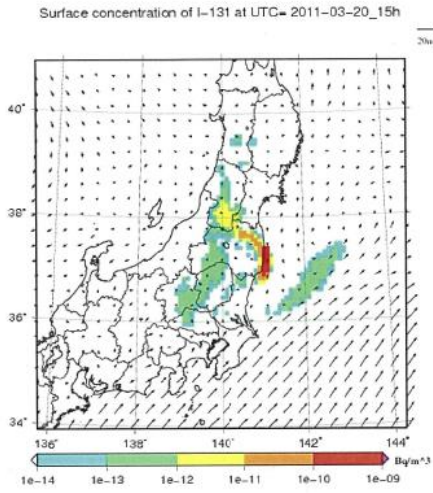 Surface concentration of I-131 at UTC= 2011-03-20_15h
40°
38°
36°
34°
136° 138° 140° 142° 144°
Bq/m^3
1e-14 1e-13 1e-12 1e-11 1e-10 1e-09